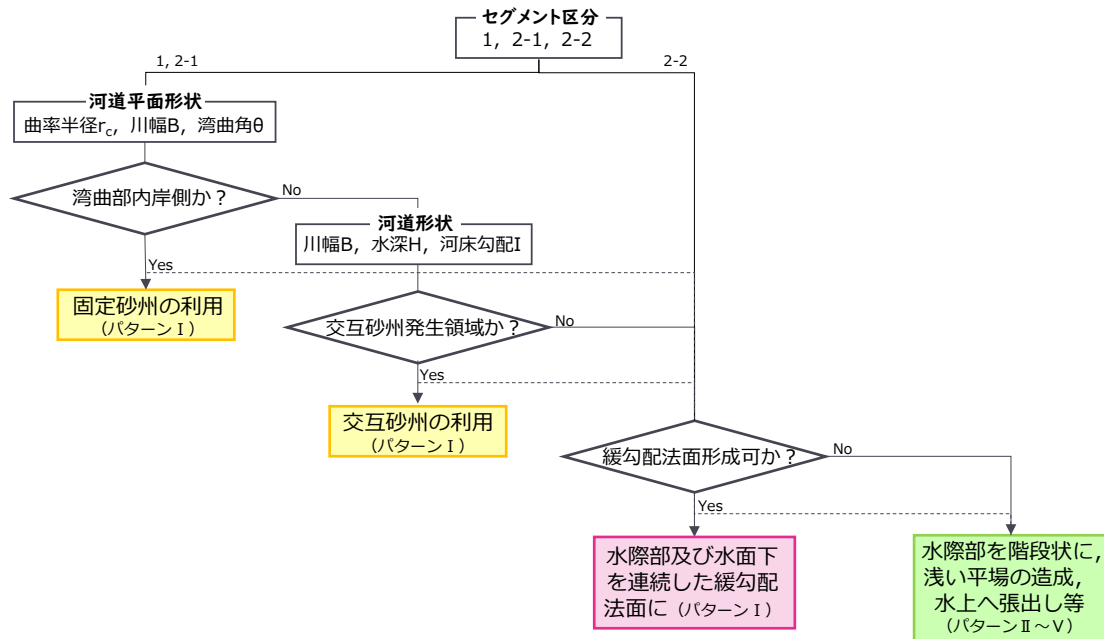 セグメント区分
1, 2-1, 2-2
1, 2-1
2-2
河道平面形状
曲率半径rc, 川幅B, 湾曲角θ
湾曲部内岸側か？
No
河道形状
川幅B, 水深H, 河床勾配I
Yes
固定砂州の利用
（パターンⅠ）
交互砂州発生領域か？
No
Yes
交互砂州の利用
（パターンⅠ）
緩勾配法面形成可か？
No
Yes
水際部及び水面下
を連続した緩勾配
法面に（パターンⅠ）
水際部を階段状に,
浅い平場の造成,
水上へ張出し等
（パターンⅡ～Ⅴ）